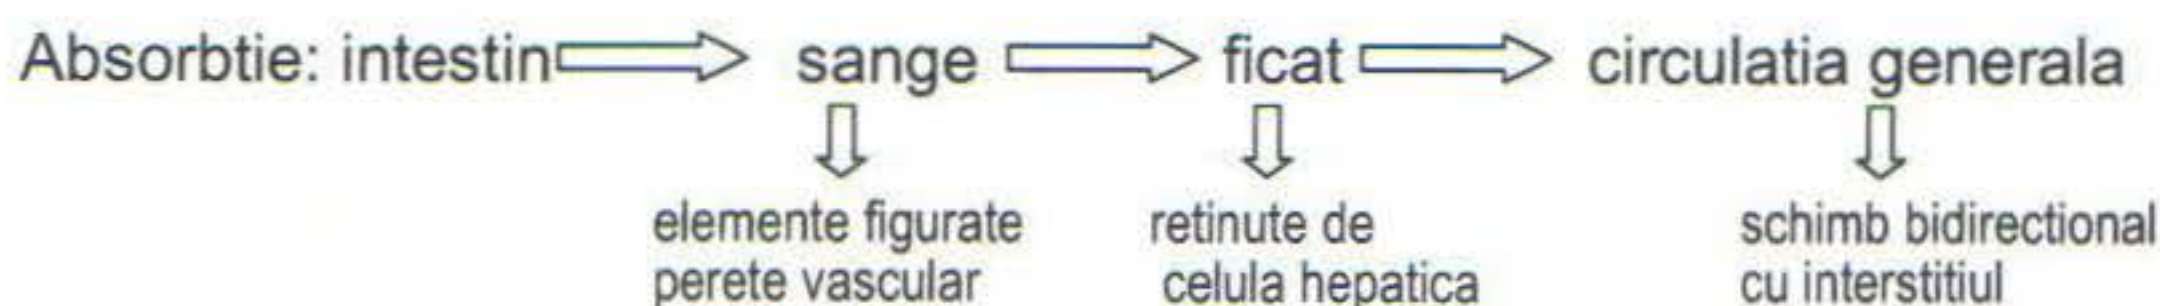 Absorbtie: intestin sange ficat circulatia generala
elemente figurate
perete vascular
retinute de
celula hepatica
schimb bidirectional
cu interstitiul